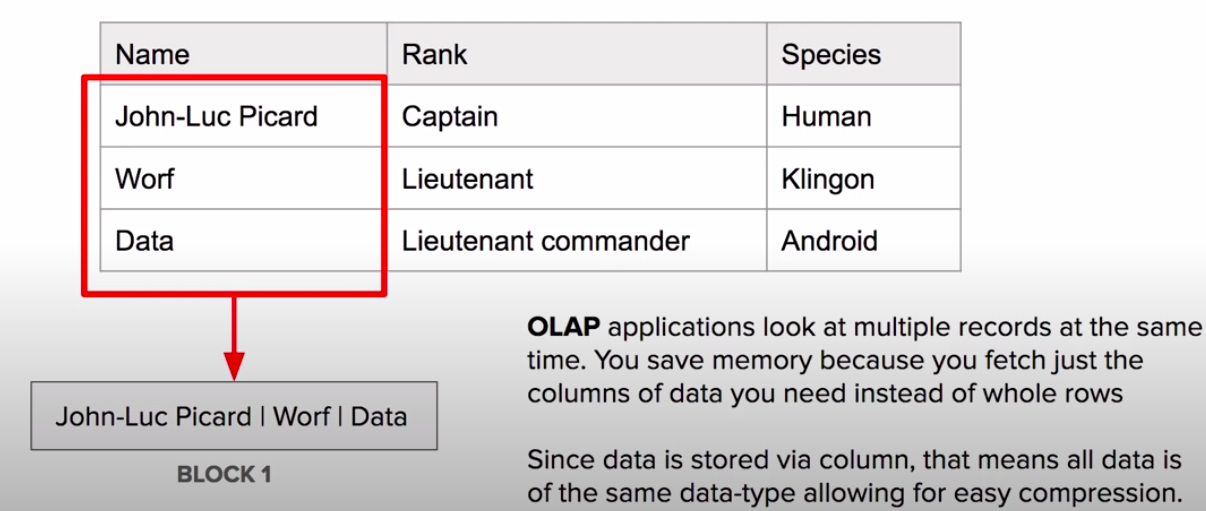 Name Rank Species
John-Luc Picard Captain Human
Worf Lieutenant Klingon
Data Lieutenant commander Android
OLAP applications look at multiple records at the same
time. You save memory because you fetch just the
columns of data you need instead of whole rows
John-Luc Picard | Worf | Data
BLOCK 1
Since data is stored via column, that means all data is
of the same data-type allowing for easy compression.